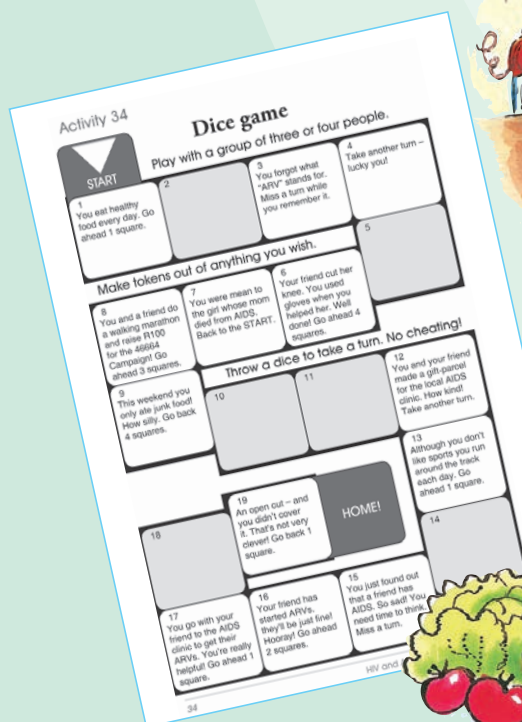 Activity 34
Dice game
Play with a group of three or four people.
START
1
You eat healthy
food every day. Go
ahead 1 square.
2
3
You forgot what
"ARV" stands for.
Miss a turn while
you remember it.
4
Take another turn –
lucky you!
5
Make tokens out of anything you wish.
6
Your friend cut her
knee. You used
gloves when you
helped her. Well
done! Go ahead 4
squares.
7
You were mean to
the girl whose mom
died from AIDS.
Back to the START.
8
You and a friend do
a walking marathon
and raise R100
for the 46664
Campaign! Go
ahead 3 squares.
Throw a dice to take a turn. No cheating!
9
This weekend you
only ate junk food!
How silly. Go back
4 squares.
10
11
12
You and your friend
made a gift-parcel
for the local AIDS
clinic. How kind!
Take another turn.
13
Although you don't
like sports you run
around the track
each day. Go
ahead 1 square.
14
15
You just found out
that a friend has
AIDS. So sad! You
need time to think.
Miss a turn.
16
Your friend has
started ARVs,
they'll be just fine!
Hooray! Go ahead
2 squares.
17
You go with your
friend to the AIDS
clinic to get their
ARVs. You're really
helpful! Go ahead 1
square.
18
19
An open cut – and
you didn't cover
it. That's not very
clever! Go back 1
square.
HOME!
34
HIV and